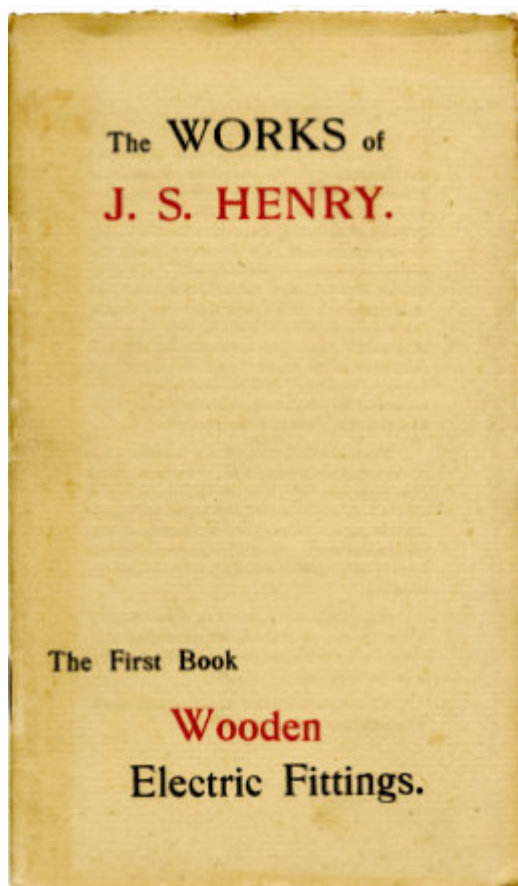 The WORKS of
J. S. HENRY.
The First Book
Wooden
Electric Fittings.